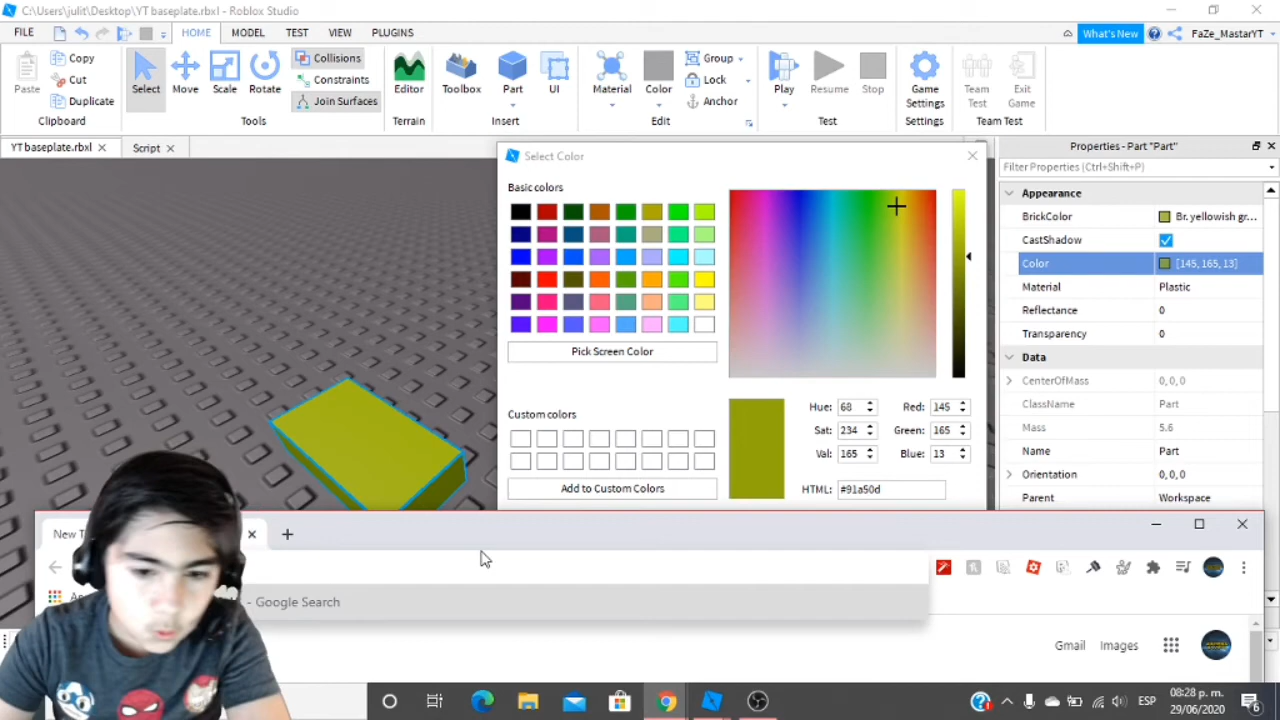 C:\Users\julit\Desktop\YT baseplate.rbxl - Roblox Studio
FILE HOME MODEL TEST VIEW PLUGINS What's New FaZe_MastarYT
Paste Copy Cut Duplicate Select Move Scale Rotate Collisions Constraints Join Surfaces Editor Toolbox Part UI Material Color Group Lock Anchor Play Resume Stop Game Settings Team Test Exit Game
Clipboard Tools Terrain Insert Edit Test Settings Team Test
YT baseplate.rbxl Script
Properties - Part "Part"
Select Color
Filter Properties (Ctrl+Shift+P)
Basic colors
Appearance
BrickColor Br. yellowish gr...
CastShadow
Color [145, 165, 13]
Material Plastic
Reflectance 0
Transparency 0
Pick Screen Color
Data
CenterOfMass 0, 0, 0
ClassName Part
Mass 5.6
Name Part
Orientation 0, 0, 0
Parent Workspace
Custom colors
Hue: 68 Red: 145
Sat: 234 Green: 165
Val: 165 Blue: 13
Add to Custom Colors
HTML: #91a50d
New T
- Google Search
Gmail Images
ESP
08:28 p. m.
29/06/2020
6